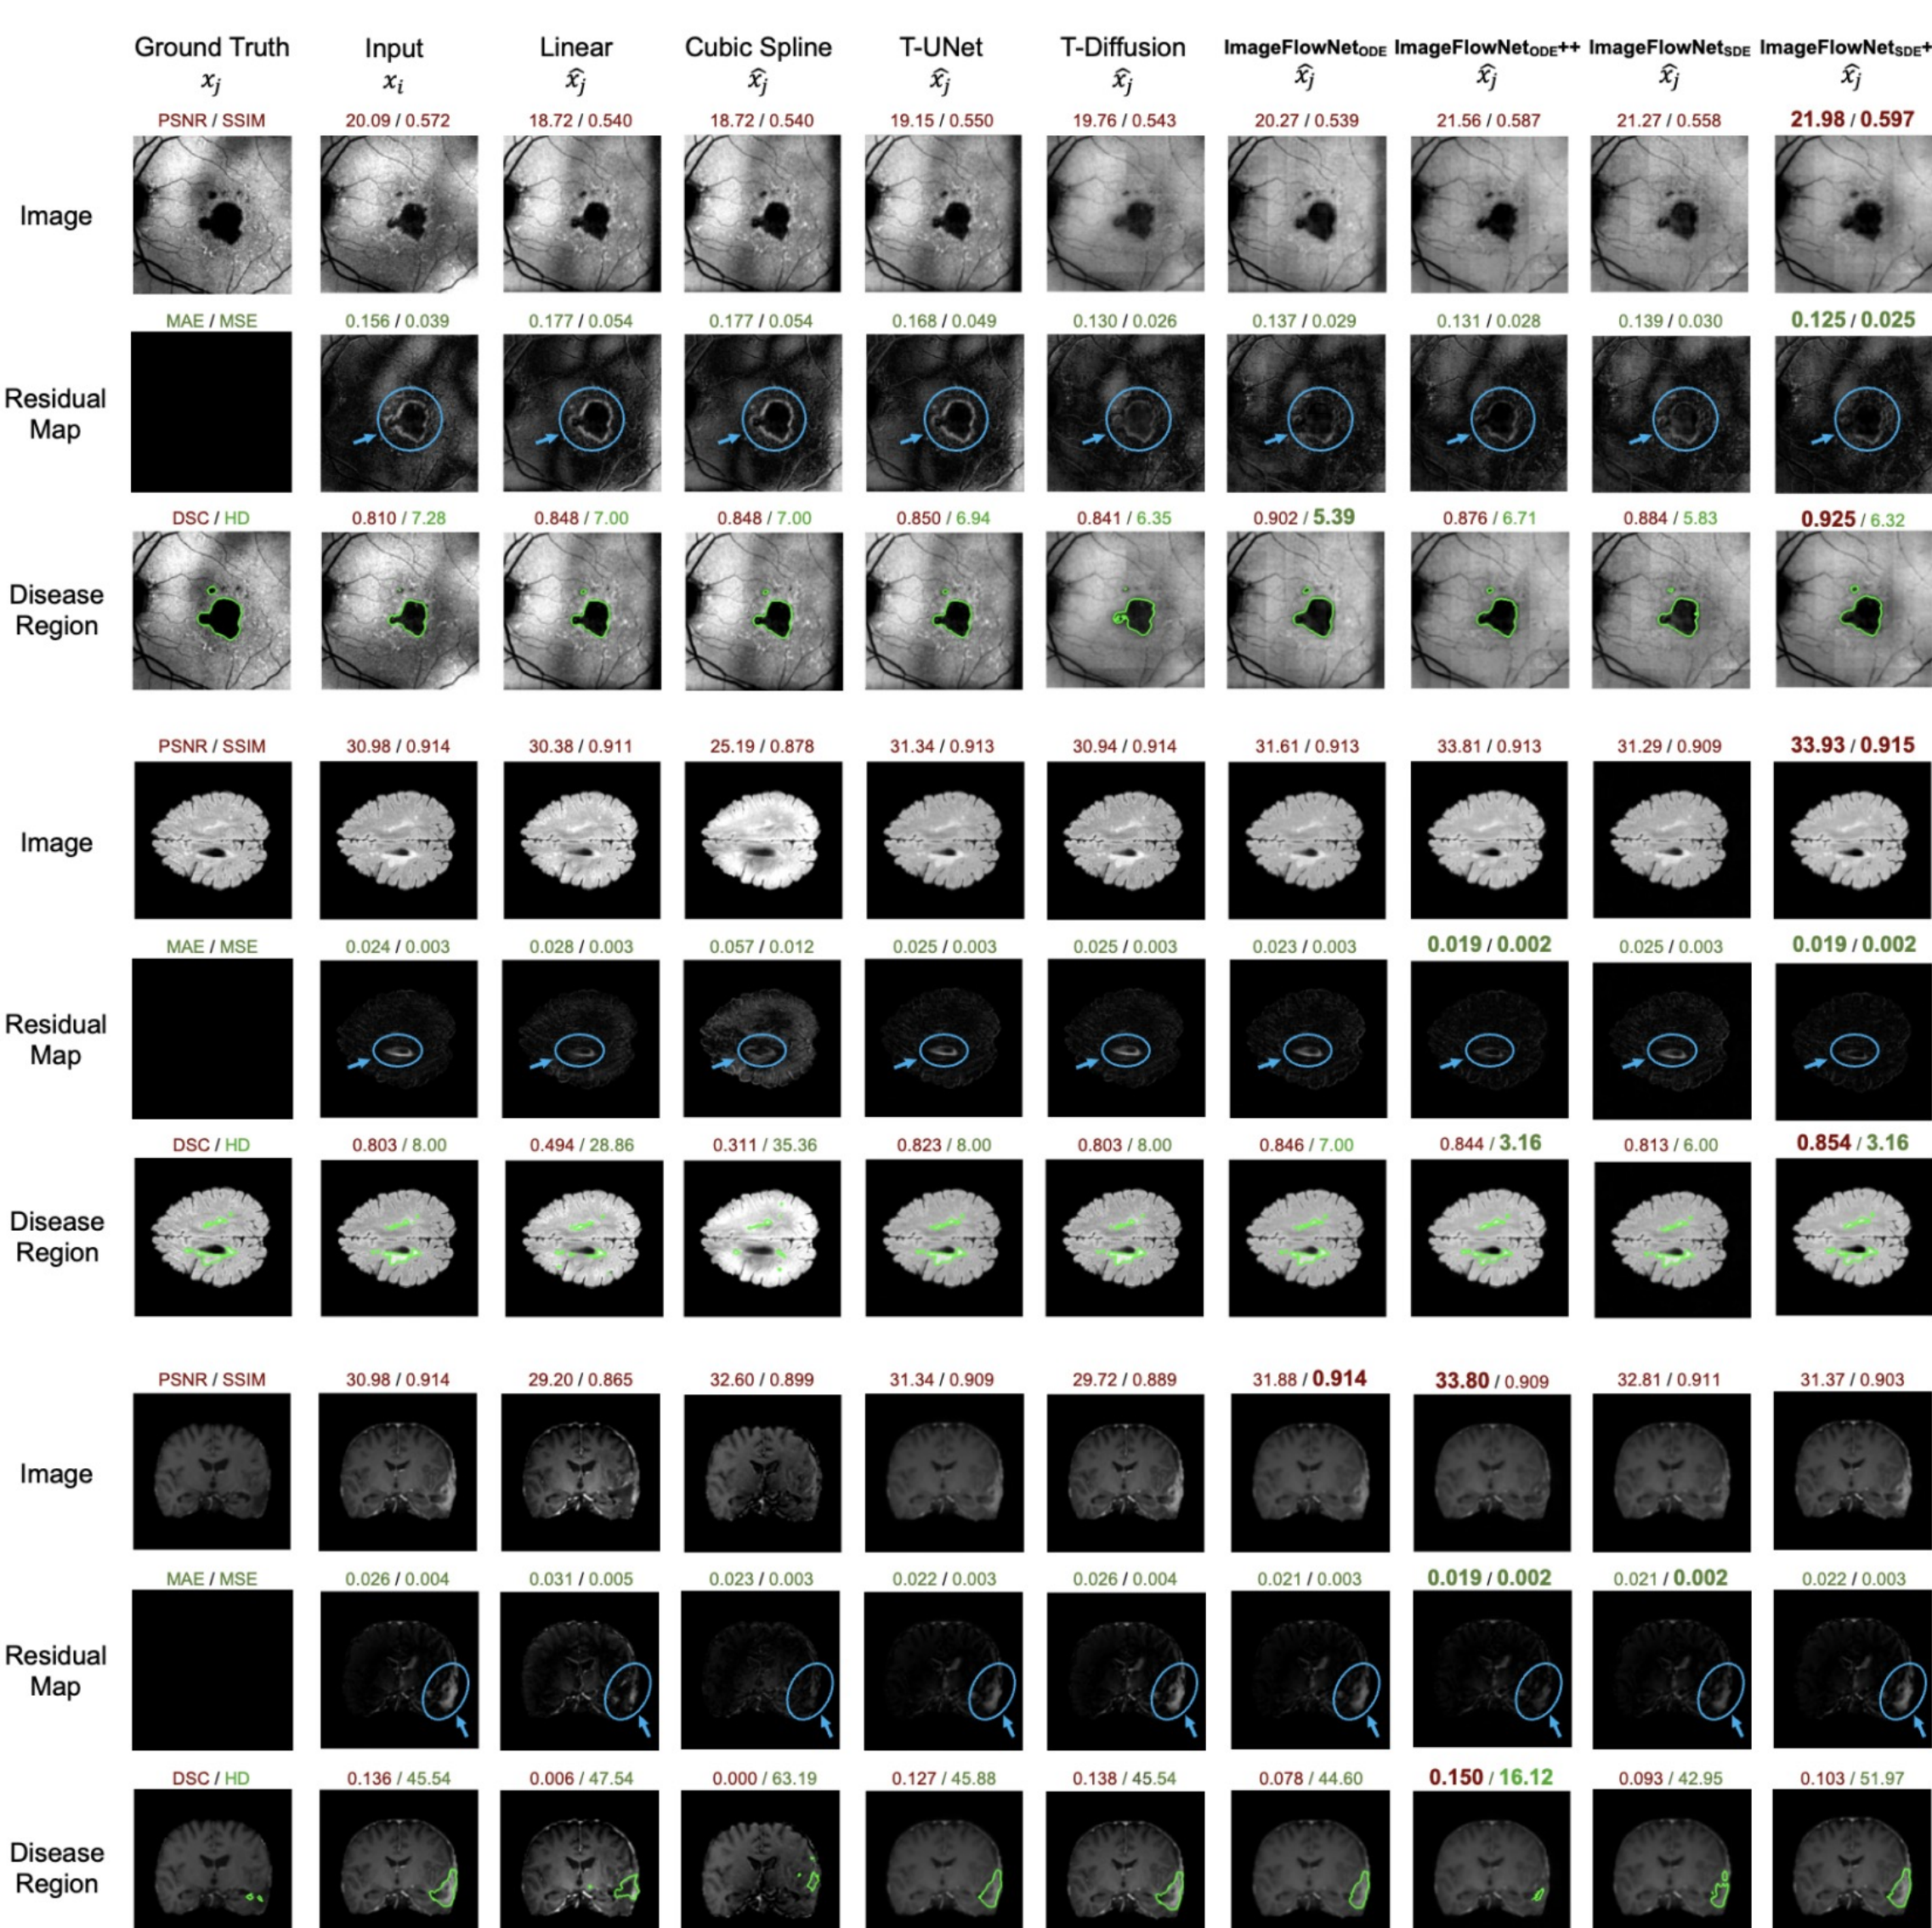 Ground Truth Input Linear Cubic Spline T-UNet T-Diffusion ImageFlowNetODE ImageFlowNetODE++ ImageFlowNetSDE ImageFlowNetSDE+
xj xi x̂j x̂j x̂j x̂j x̂j x̂j x̂j x̂j
PSNR / SSIM 20.09 / 0.572 18.72 / 0.540 18.72 / 0.540 19.15 / 0.550 19.76 / 0.543 20.27 / 0.539 21.56 / 0.587 21.27 / 0.558 21.98 / 0.597
Image
MAE / MSE 0.156 / 0.039 0.177 / 0.054 0.177 / 0.054 0.168 / 0.049 0.130 / 0.026 0.137 / 0.029 0.131 / 0.028 0.139 / 0.030 0.125 / 0.025
Residual
Map
DSC / HD 0.810 / 7.28 0.848 / 7.00 0.848 / 7.00 0.850 / 6.94 0.841 / 6.35 0.902 / 5.39 0.876 / 6.71 0.884 / 5.83 0.925 / 6.32
Disease
Region
PSNR / SSIM 30.98 / 0.914 30.38 / 0.911 25.19 / 0.878 31.34 / 0.913 30.94 / 0.914 31.61 / 0.913 33.81 / 0.913 31.29 / 0.909 33.93 / 0.915
Image
MAE / MSE 0.024 / 0.003 0.028 / 0.003 0.057 / 0.012 0.025 / 0.003 0.025 / 0.003 0.023 / 0.003 0.019 / 0.002 0.025 / 0.003 0.019 / 0.002
Residual
Map
DSC / HD 0.803 / 8.00 0.494 / 28.86 0.311 / 35.36 0.823 / 8.00 0.803 / 8.00 0.846 / 7.00 0.844 / 3.16 0.813 / 6.00 0.854 / 3.16
Disease
Region
PSNR / SSIM 30.98 / 0.914 29.20 / 0.865 32.60 / 0.899 31.34 / 0.909 29.72 / 0.889 31.88 / 0.914 33.80 / 0.909 32.81 / 0.911 31.37 / 0.903
Image
MAE / MSE 0.026 / 0.004 0.031 / 0.005 0.023 / 0.003 0.022 / 0.003 0.026 / 0.004 0.021 / 0.003 0.019 / 0.002 0.021 / 0.002 0.022 / 0.003
Residual
Map
DSC / HD 0.136 / 45.54 0.006 / 47.54 0.000 / 63.19 0.127 / 45.88 0.138 / 45.54 0.078 / 44.60 0.150 / 16.12 0.093 / 42.95 0.103 / 51.97
Disease
Region